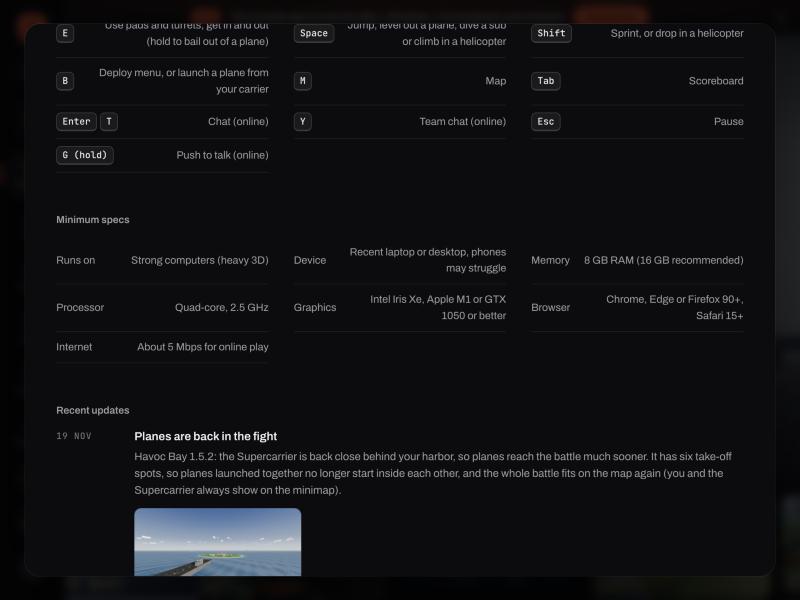 E
Use pads and turrets, get in and out
(hold to bail out of a plane)
Space
Jump, level out a plane, dive a sub
or climb in a helicopter
Shift
Sprint, or drop in a helicopter
B
Deploy menu, or launch a plane from
your carrier
M
Map
Tab
Scoreboard
Enter T
Chat (online)
Y
Team chat (online)
Esc
Pause
G (hold)
Push to talk (online)
Minimum specs
Runs on
Strong computers (heavy 3D)
Device
Recent laptop or desktop, phones
may struggle
Memory
8 GB RAM (16 GB recommended)
Processor
Quad-core, 2.5 GHz
Graphics
Intel Iris Xe, Apple M1 or GTX
1050 or better
Browser
Chrome, Edge or Firefox 90+,
Safari 15+
Internet
About 5 Mbps for online play
Recent updates
19 NOV
Planes are back in the fight
Havoc Bay 1.5.2: the Supercarrier is back close behind your harbor, so planes reach the battle much sooner. It has six take-off
spots, so planes launched together no longer start inside each other, and the whole battle fits on the map again (you and the
Supercarrier always show on the minimap).